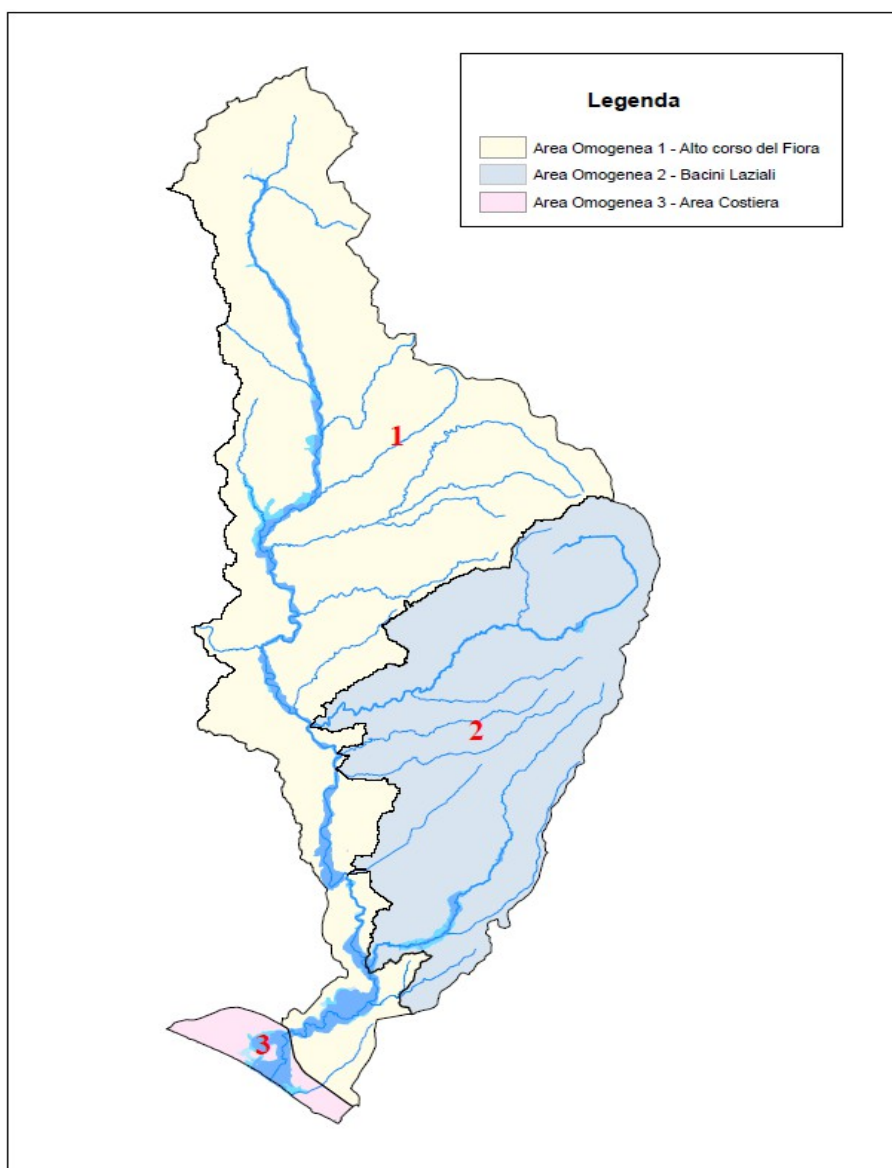 Legenda
Area Omogenea 1 - Alto corso del Fiora
Area Omogenea 2 - Bacini Laziali
Area Omogenea 3 - Area Costiera
1
2
3